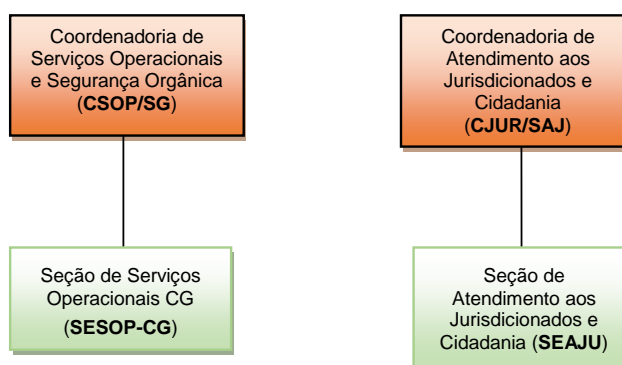 Coordenadoria de
Serviços Operacionais
e Segurança Orgânica
(CSOP/SG)
Coordenadoria de
Atendimento aos
Jurisdicionados e
Cidadania
(CJUR/SAJ)
Seção de Serviços
Operacionais CG
(SESOP-CG)
Seção de
Atendimento aos
Jurisdicionados e
Cidadania (SEAJU)